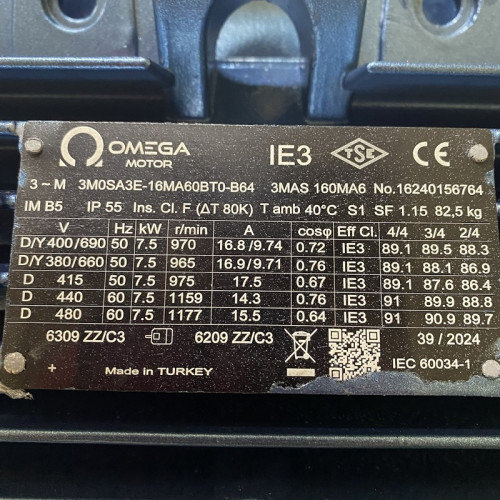 OMEGA
MOTOR
IE3
TSE
CE
3~M 3M0SA3E-16MA60BT0-B64 3MAS 160MA6 No.16240156764
IM B5 IP 55 Ins. Cl. F (ΔT 80K) T amb 40°C S1 SF 1.15 82,5 kg
V Hz kW r/min A cosφ Eff Cl. 4/4 3/4 2/4
D/Y 400/690 50 7.5 970 16.8/9.74 0.72 IE3 89.1 89.5 88.3
D/Y 380/660 50 7.5 965 16.9/9.71 0.76 IE3 89.1 88.1 86.9
D 415 50 7.5 975 17.5 0.67 IE3 89.1 87.6 86.4
D 440 60 7.5 1159 14.3 0.76 IE3 91 89.9 88.8
D 480 60 7.5 1177 15.5 0.64 IE3 91 90.9 89.7
6309 ZZ/C3 6209 ZZ/C3 39 / 2024
+ Made in TURKEY IEC 60034-1